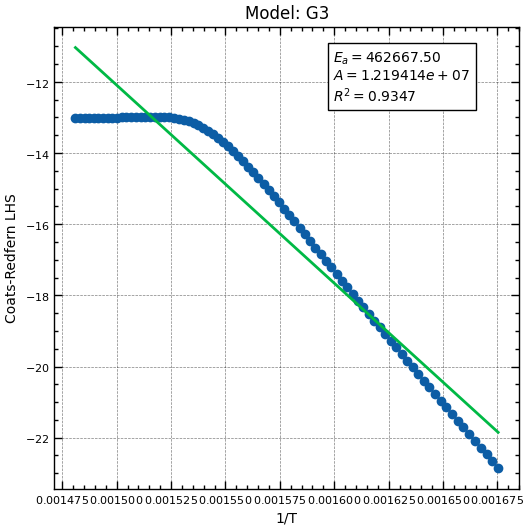 Model: G3
E_a = 462667.50
A = 1.219414e + 07
R² = 0.9347
Coats-Redfern LHS
−12
−14
−16
−18
−20
−22
0.001475 0.001500 0.001525 0.001550 0.001575 0.001600 0.001625 0.001650 0.001675
1/T